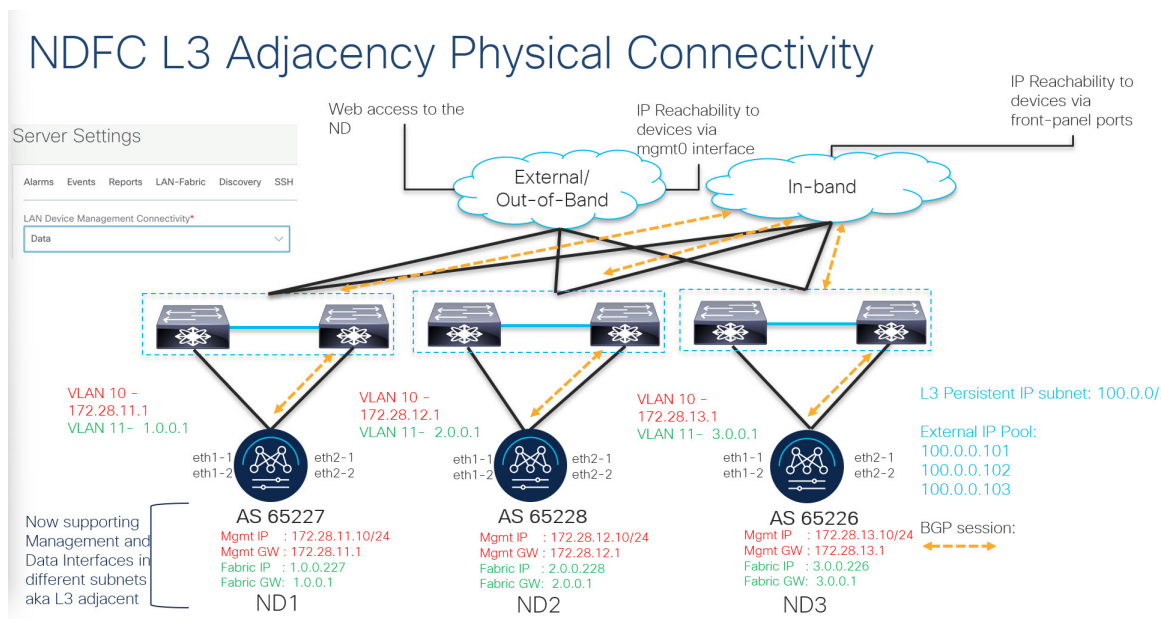 NDFC L3 Adjacency Physical Connectivity
Web access to the
ND
IP Reachability to
devices via
mgmt0 interface
IP Reachability to
devices via
front-panel ports
Server Settings
Alarms Events Reports LAN-Fabric Discovery SSH
LAN Device Management Connectivity*
Data
External/
Out-of-Band
In-band
VLAN 10 –
172.28.11.1
VLAN 11- 1.0.0.1
VLAN 10 –
172.28.12.1
VLAN 11- 2.0.0.1
VLAN 10 –
172.28.13.1
VLAN 11- 3.0.0.1
L3 Persistent IP subnet: 100.0.0/
External IP Pool:
100.0.0.101
100.0.0.102
100.0.0.103
BGP session:
eth1-1
eth1-2
eth2-1
eth2-2
eth1-1
eth1-2
eth2-1
eth2-2
eth1-1
eth1-2
eth2-1
eth2-2
Now supporting
Management and
Data Interfaces in
different subnets
aka L3 adjacent
AS 65227
Mgmt IP : 172.28.11.10/24
Mgmt GW : 172.28.11.1
Fabric IP : 1.0.0.227
Fabric GW: 1.0.0.1
ND1
AS 65228
Mgmt IP : 172.28.12.10/24
Mgmt GW : 172.28.12.1
Fabric IP : 2.0.0.228
Fabric GW: 2.0.0.1
ND2
AS 65226
Mgmt IP : 172.28.13.10/24
Mgmt GW : 172.28.13.1
Fabric IP : 3.0.0.226
Fabric GW: 3.0.0.1
ND3